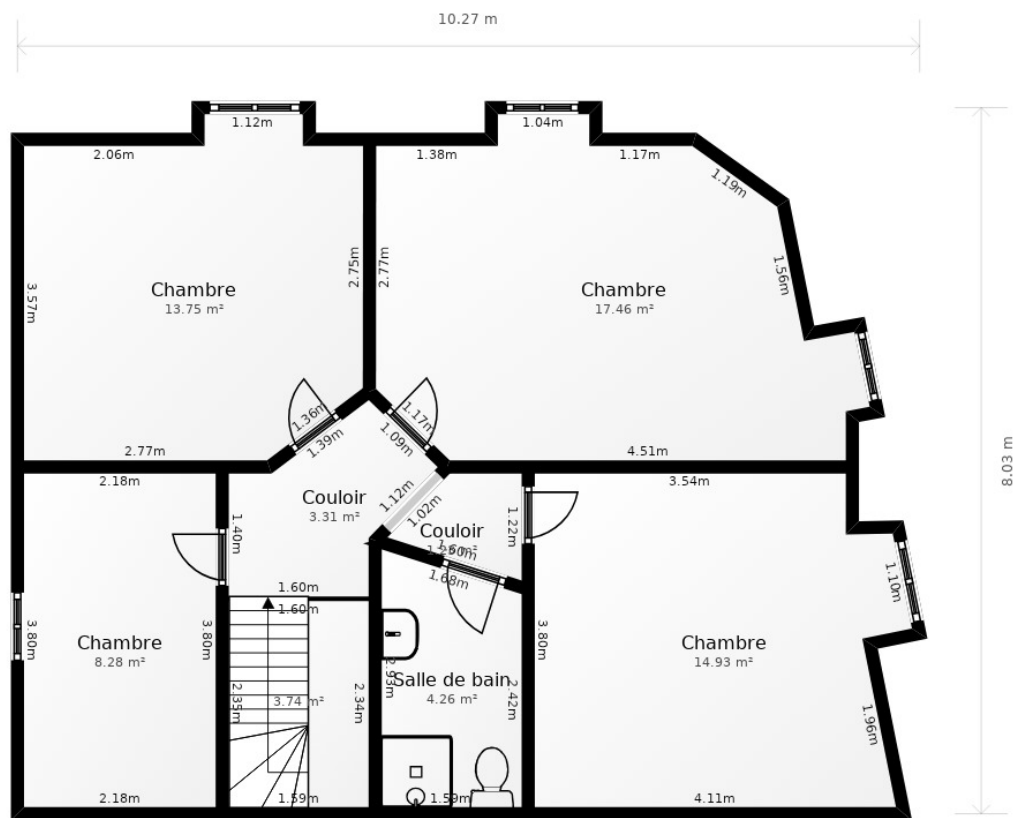 10.27 m
1.12m
1.04m
2.06m
1.38m
1.17m
1.19m
3.57m
2.75m
2.77m
1.56m
Chambre
13.75 m²
Chambre
17.46 m²
8.03 m
1.36m
1.39m
1.17m
1.09m
2.77m
4.51m
2.18m
3.54m
1.12m
1.02m
Couloir
3.31 m²
1.40m
Couloir
1.22m
1.68m
1.10m
1.60m
1.60m
3.80m
Chambre
8.28 m²
3.80m
3.80m
Chambre
14.93 m²
2.93m
Salle de bain
4.26 m²
2.42m
2.35m
3.74 m²
2.34m
1.96m
2.18m
1.59m
1.59m
4.11m